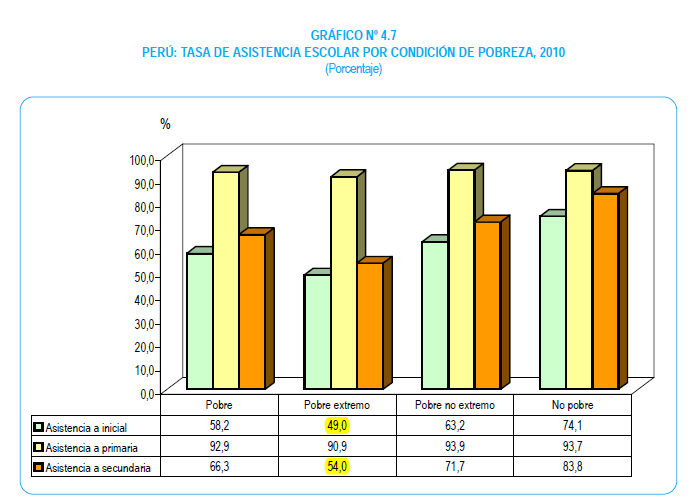 GRÁFICO Nº 4.7
PERÚ: TASA DE ASISTENCIA ESCOLAR POR CONDICIÓN DE POBREZA, 2010
(Porcentaje)
%
100,0
90,0
80,0
70,0
60,0
50,0
40,0
30,0
20,0
10,0
0,0
Pobre Pobre extremo Pobre no extremo No pobre
Asistencia a inicial 58,2 49,0 63,2 74,1
Asistencia a primaria 92,9 90,9 93,9 93,7
Asistencia a secundaria 66,3 54,0 71,7 83,8